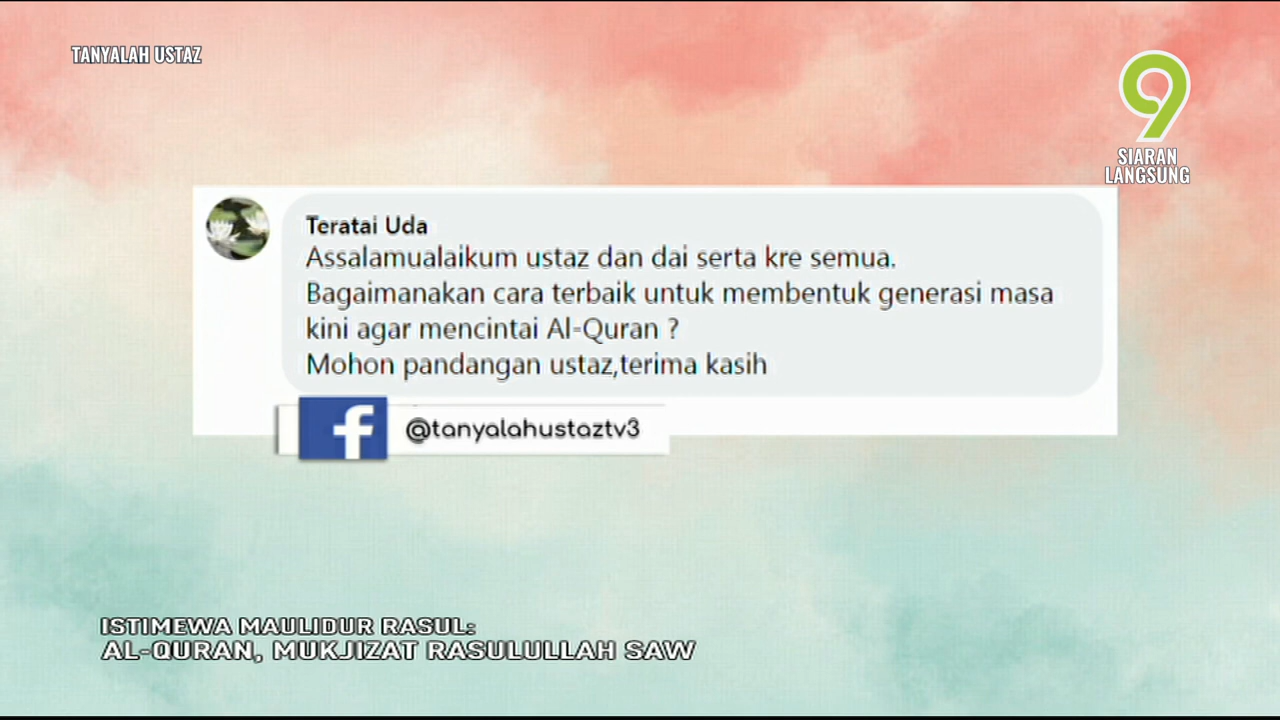 TANYALAH USTAZ
9
SIARAN
LANGSUNG
Teratai Uda
Assalamualaikum ustaz dan dai serta kre semua.
Bagaimanakan cara terbaik untuk membentuk generasi masa
kini agar mencintai Al-Quran ?
Mohon pandangan ustaz,terima kasih
f @tanyalahustaztv3
ISTIMEWA MAULIDUR RASUL:
AL-QURAN, MUKJIZAT RASULULLAH SAW